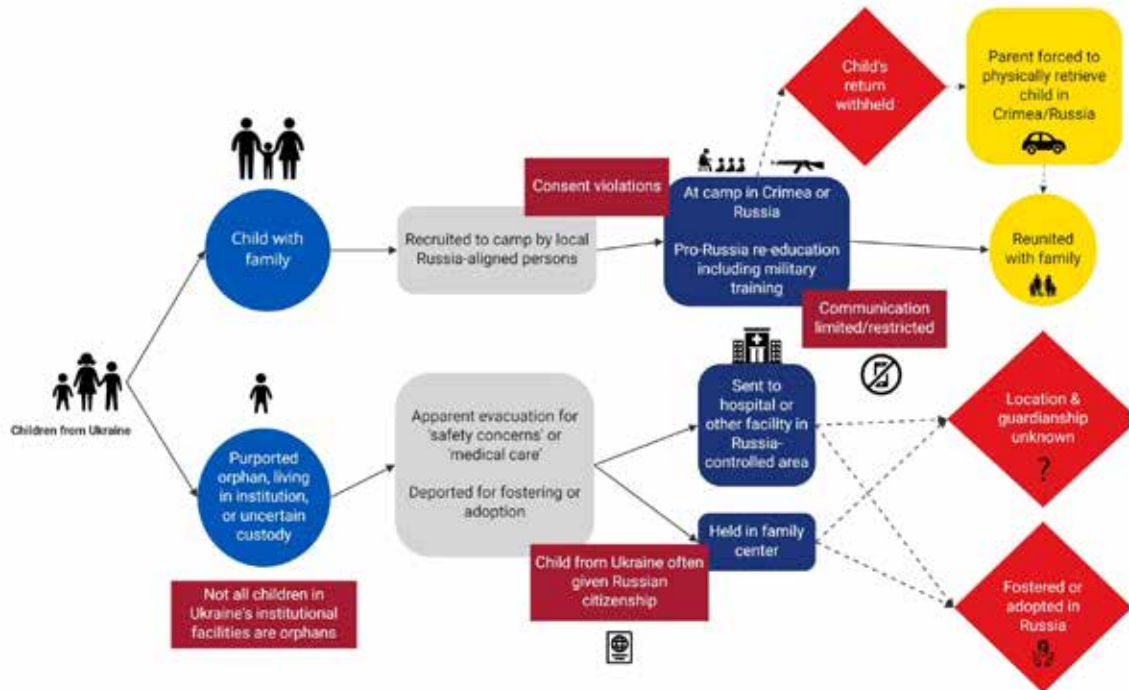 Child's
return
withheld
Parent forced to
physically retrieve
child in
Crimea/Russia
Child with
family
Recruited to camp by local
Russia-aligned persons
Consent violations
At camp in Crimea or
Russia
Pro-Russia re-education
including military
training
Reunited
with family
Communication
limited/restricted
Children from Ukraine
Purported
orphan, living
in institution,
or uncertain
custody
Not all children in
Ukraine's institutional
facilities are orphans
Apparent evacuation for
'safety concerns' or
'medical care'
Deported for fostering or
adoption
Child from Ukraine often
given Russian
citizenship
Sent to
hospital or
other facility in
Russia-
controlled area
Held in family
center
Location &
guardianship
unknown
?
Fostered or
adopted in
Russia